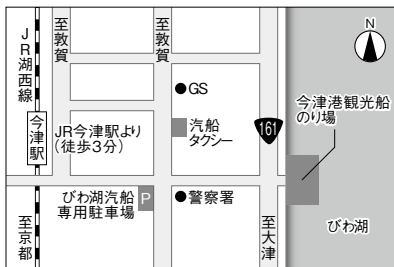 JR湖西線
至敦賀
至敦賀
N
GS
今津港観光船
のり場
今津駅
JR今津駅より
(徒歩3分)
汽船
タクシー
161
びわ湖汽船
専用駐車場
P
警察署
びわ湖
至京都
至大津